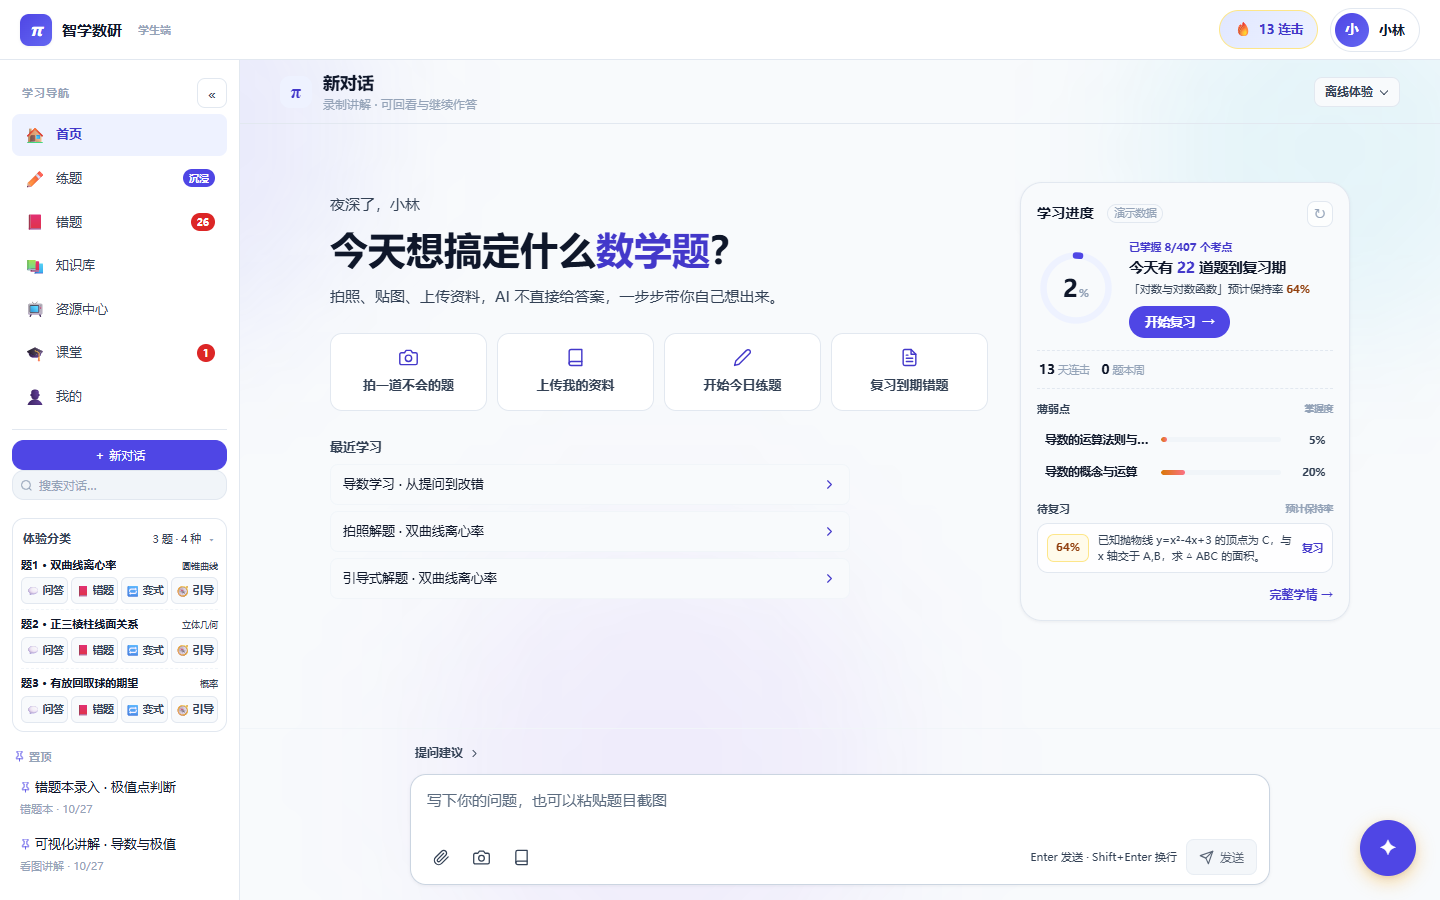 π 智学数研 学生端
13 连击
小 小林
学习导航 «
首页
练题 沉浸
错题 26
知识库
资源中心
课堂 1
我的
+ 新对话
搜索对话...
体验分类 3 题 · 4 种
题1 • 双曲线离心率 圆锥曲线
问答 错题 变式 引导
题2 • 正三棱柱线面关系 立体几何
问答 错题 变式 引导
题3 • 有放回取球的期望 概率
问答 错题 变式 引导
置顶
错题本录入 · 极值点判断
错题本 · 10/27
可视化讲解 · 导数与极值
看图讲解 · 10/27
π 新对话
录制讲解 · 可回看与继续作答
离线体验
夜深了，小林
今天想搞定什么数学题？
拍照、贴图、上传资料，AI 不直接给答案，一步步带你自己想出来。
拍一道不会的题
上传我的资料
开始今日练题
复习到期错题
最近学习
导数学习 · 从提问到改错
拍照解题 · 双曲线离心率
引导式解题 · 双曲线离心率
学习进度 演示数据 ↻
2%
已掌握 8/407 个考点
今天有 22 道题到复习期
「对数与对数函数」预计保持率 64%
开始复习 →
13 天连击 0 题本周
薄弱点 掌握度
导数的运算法则与... 5%
导数的概念与运算 20%
待复习 预计保持率
64%
已知抛物线 y=x²-4x+3 的顶点为 C，与
x 轴交于 A,B，求 △ ABC 的面积。
复习
完整学情 →
提问建议
写下你的问题，也可以粘贴题目截图
Enter 发送 · Shift+Enter 换行
发送